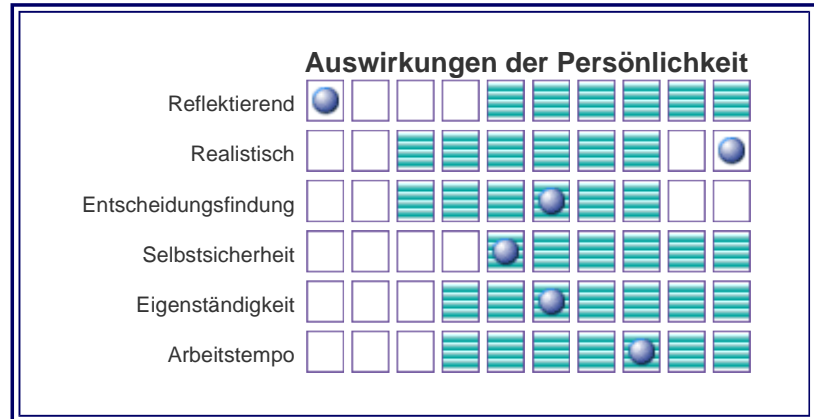 Auswirkungen der Persönlichkeit
Reflektierend
Realistisch
Entscheidungsfindung
Selbstsicherheit
Eigenständigkeit
Arbeitstempo